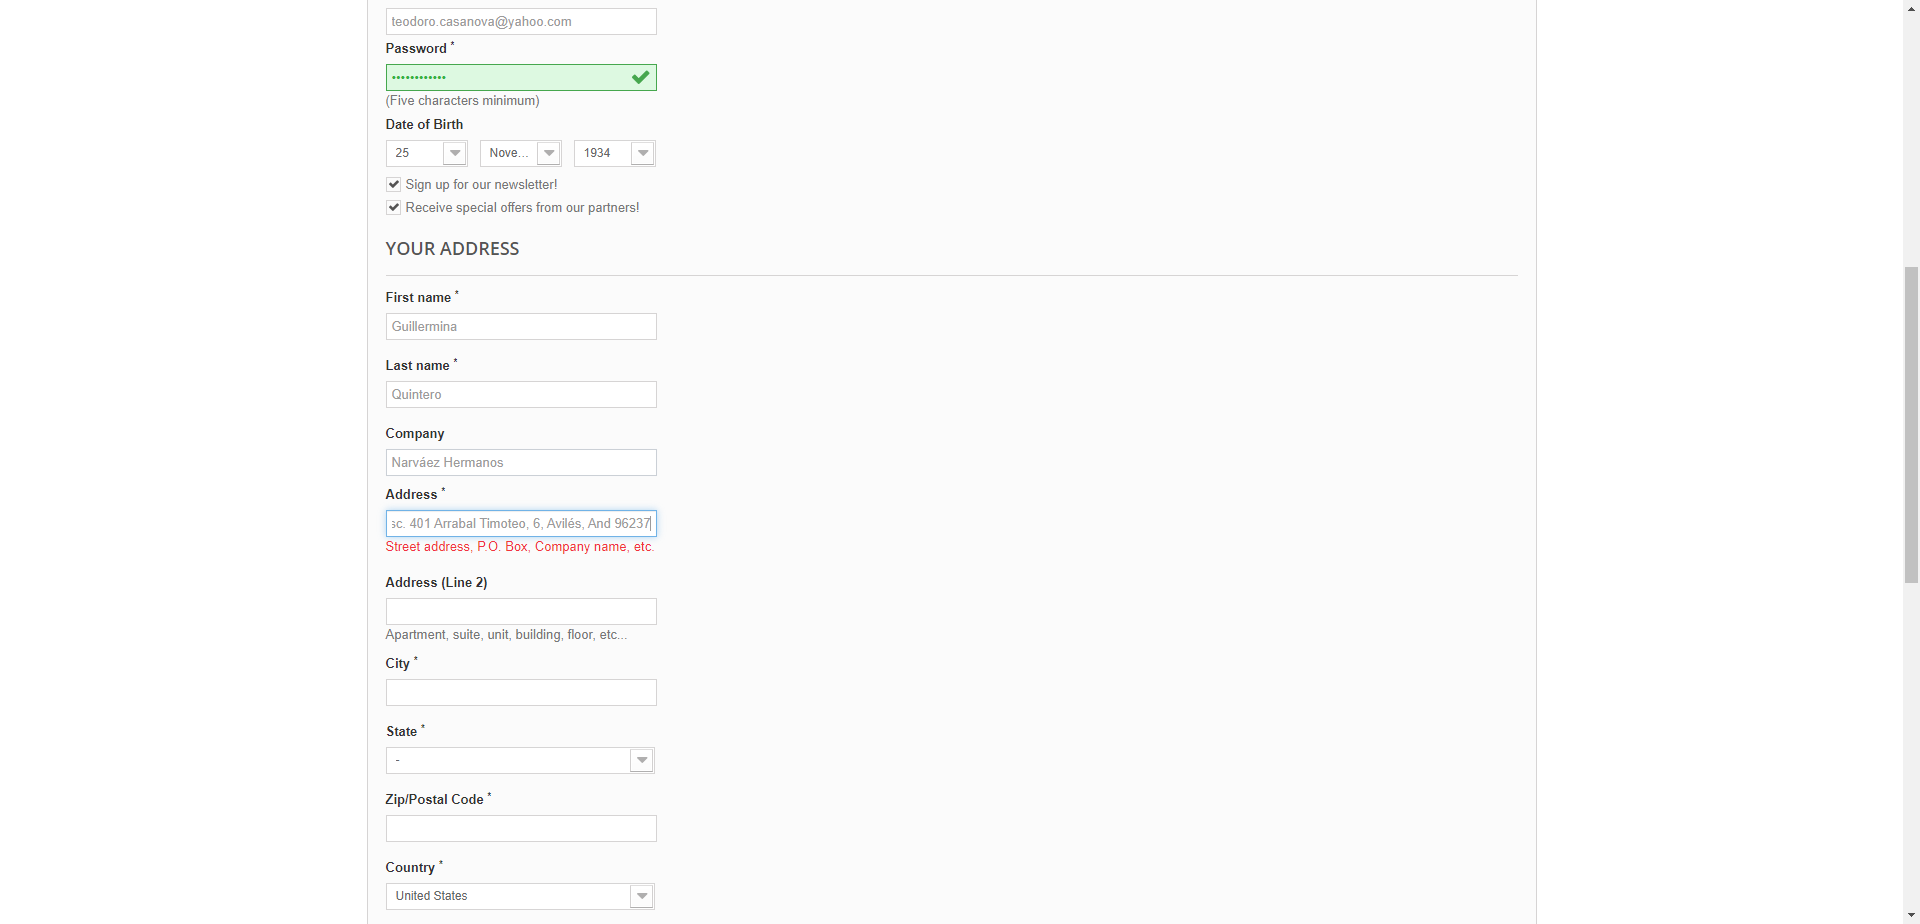 teodoro.casanova@yahoo.com
Password *
••••••••••••
(Five characters minimum)
Date of Birth
25 Nove... 1934
Sign up for our newsletter!
Receive special offers from our partners!
YOUR ADDRESS
First name *
Guillermina
Last name *
Quintero
Company
Narváez Hermanos
Address *
sc. 401 Arrabal Timoteo, 6, Avilés, And 96237
Street address, P.O. Box, Company name, etc.
Address (Line 2)
Apartment, suite, unit, building, floor, etc...
City *
State *
-
Zip/Postal Code *
Country *
United States